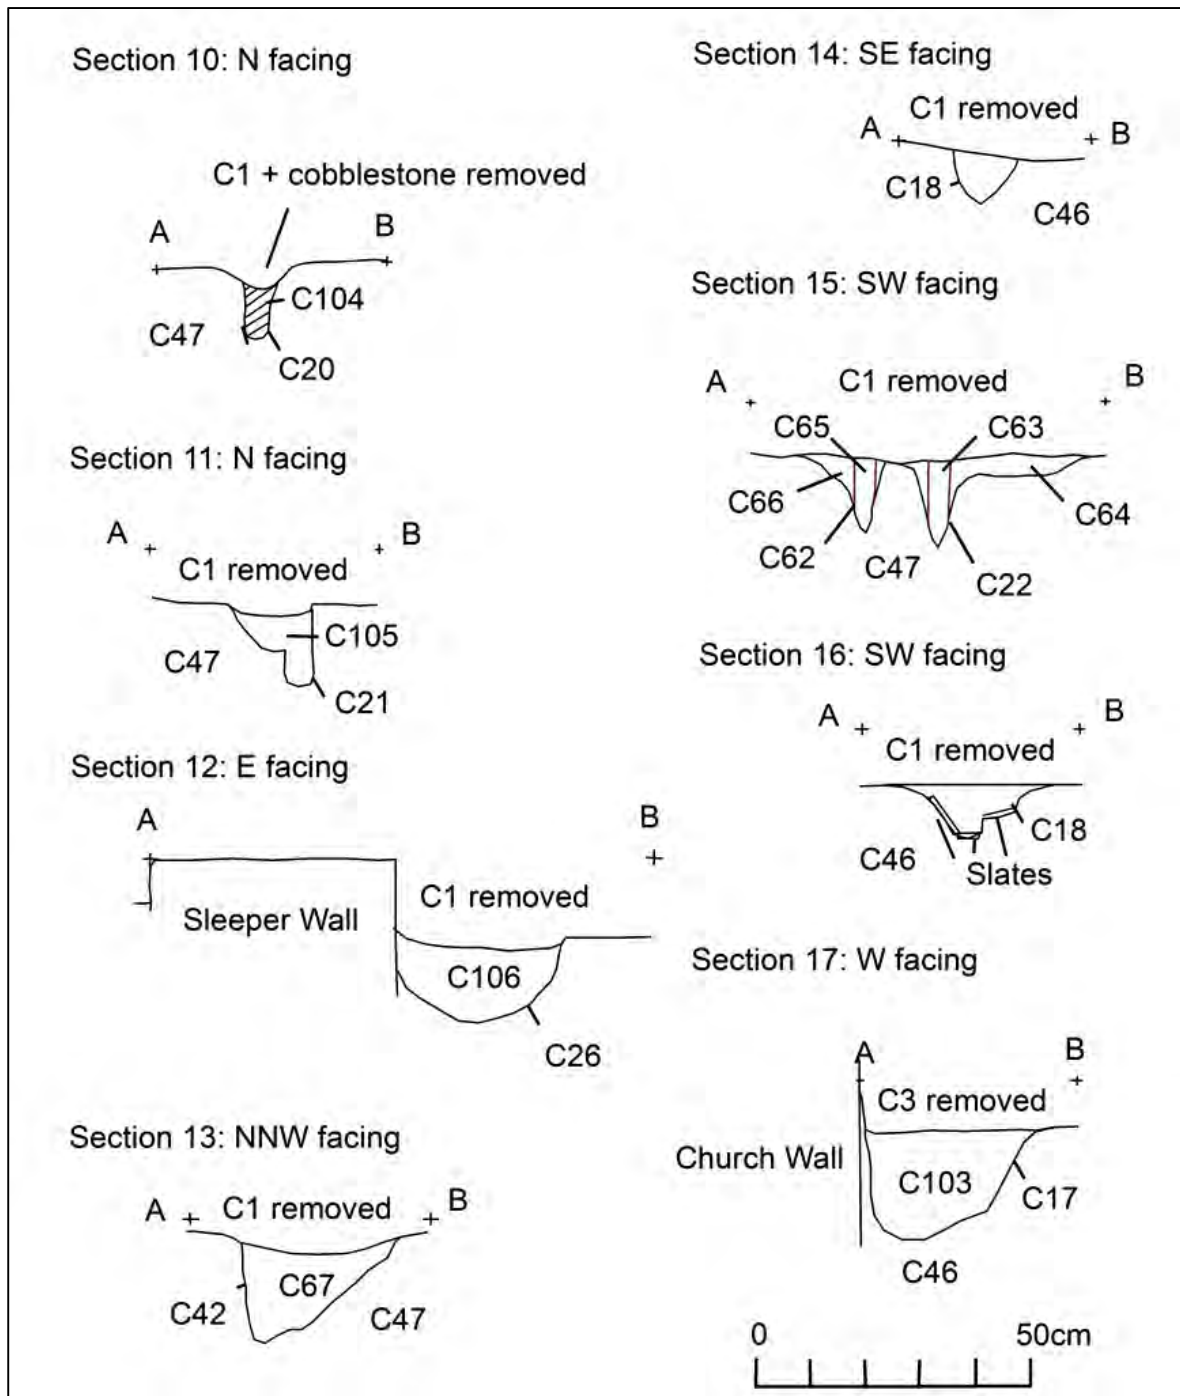 Section 10: N facing
C1 + cobblestone removed
A
B
C104
C47
C20
Section 11: N facing
A
B
C1 removed
C105
C47
C21
Section 12: E facing
A
B
C1 removed
Sleeper Wall
C106
C26
Section 13: NNW facing
A
C1 removed
B
C67
C42
C47
Section 14: SE facing
C1 removed
A
B
C18
C46
Section 15: SW facing
A
C1 removed
B
C65
C63
C66
C64
C62
C47
C22
Section 16: SW facing
A
B
C1 removed
C18
C46
Slates
Section 17: W facing
A
B
C3 removed
Church Wall
C103
C17
C46
0
50cm